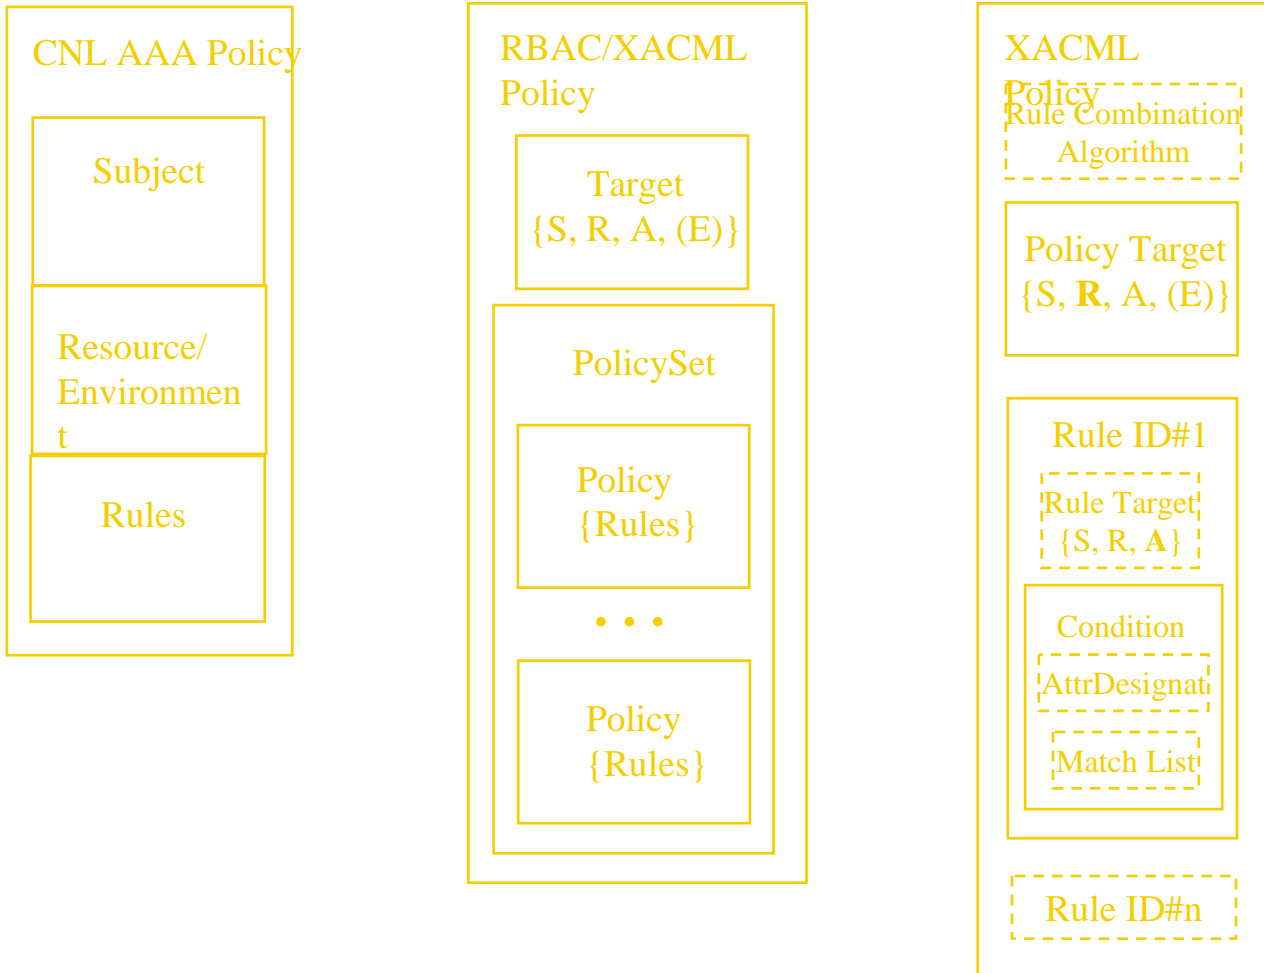 CNL AAA Policy
Subject
Resource/
Environmen
t
Rules
RBAC/XACML
Policy
Target
{S, R, A, (E)}
PolicySet
Policy
{Rules}
• • •
Policy
{Rules}
XACML
Policy
Rule Combination
Algorithm
Policy Target
{S, R, A, (E)}
Rule ID#1
Rule Target
{S, R, A}
Condition
AttrDesignat
Match List
Rule ID#n